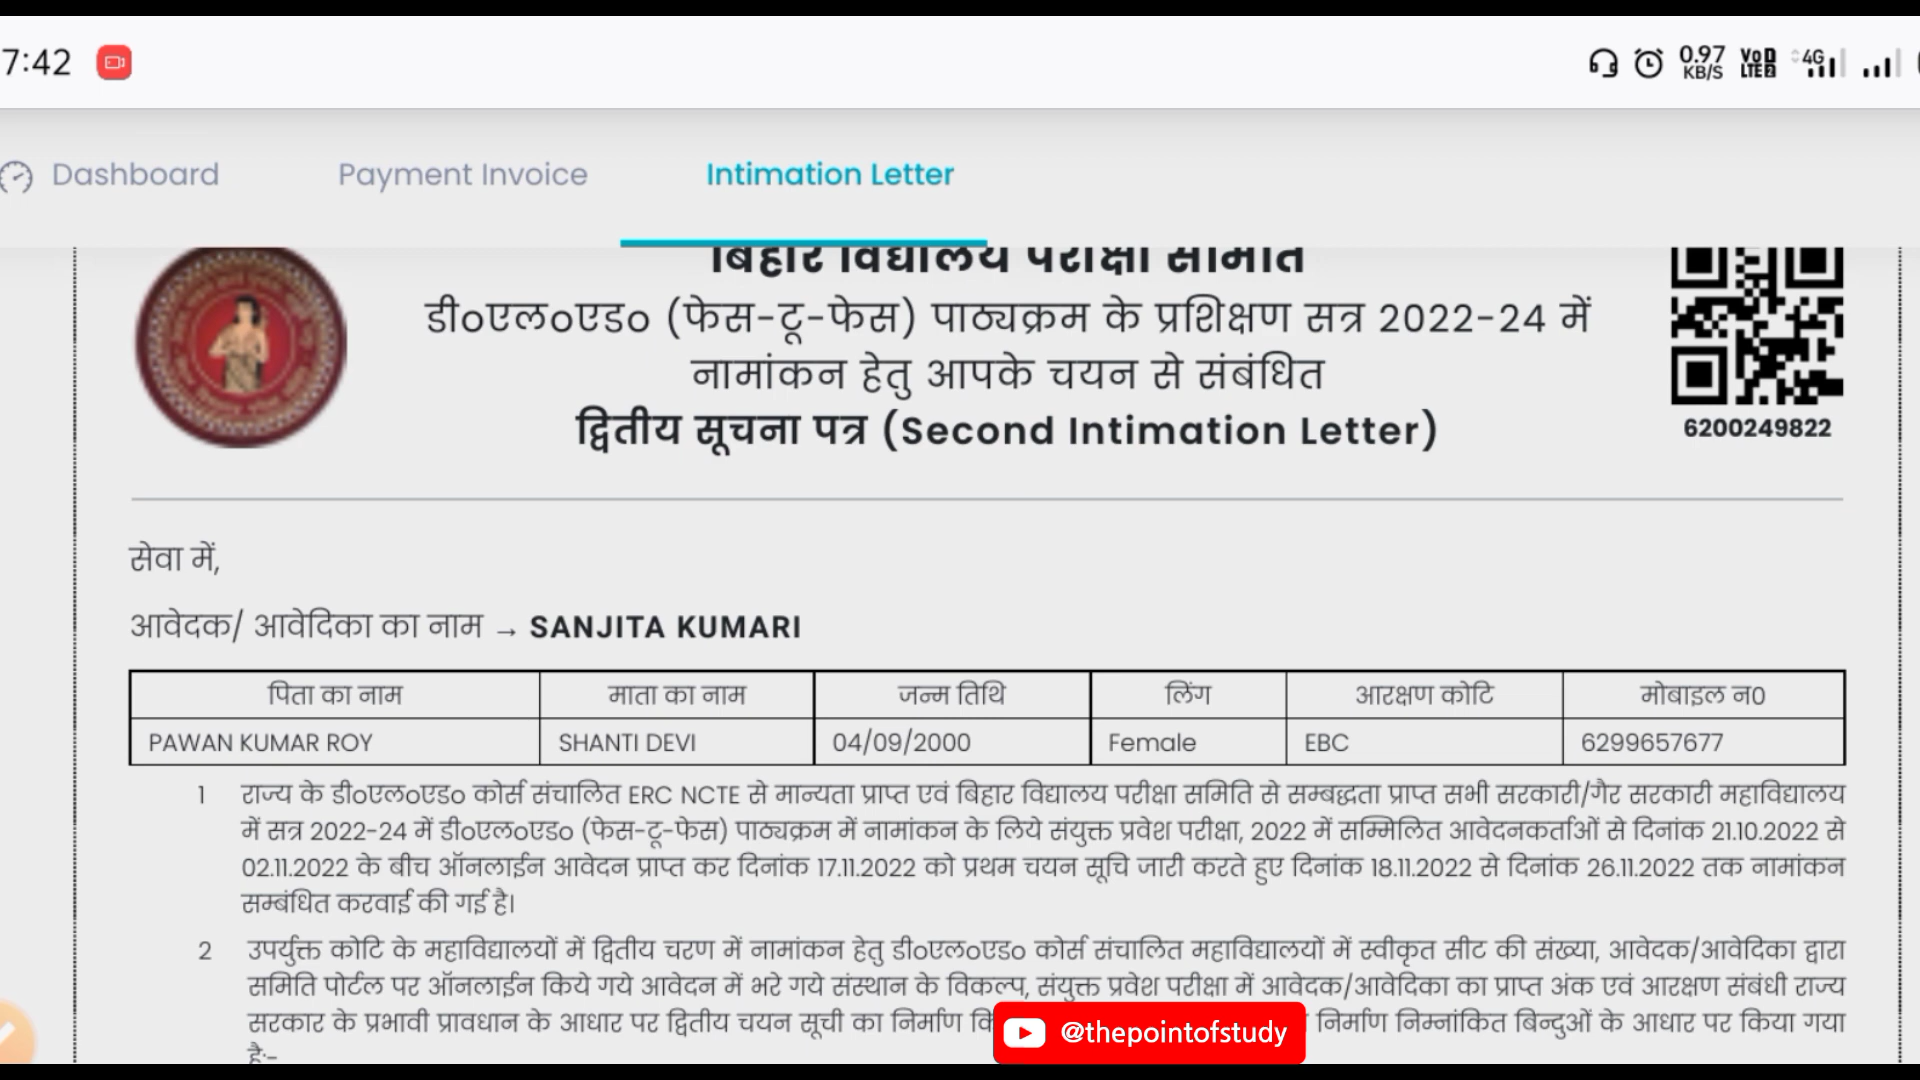 7:42
0.97
KB/S
VoD
LTE2
4G
Dashboard
Payment Invoice
Intimation Letter
बिहार विद्यालय परीक्षा समिति
डी०एल०एड० (फेस-टू-फेस) पाठ्यक्रम के प्रशिक्षण सत्र 2022-24 में
नामांकन हेतु आपके चयन से संबंधित
द्वितीय सूचना पत्र (Second Intimation Letter)
6200249822
सेवा में,
आवेदक/ आवेदिका का नाम → SANJITA KUMARI
पिता का नाम माता का नाम जन्म तिथि लिंग आरक्षण कोटि मोबाइल न0
PAWAN KUMAR ROY SHANTI DEVI 04/09/2000 Female EBC 6299657677
1 राज्य के डी०एल०एड० कोर्स संचालित ERC NCTE से मान्यता प्राप्त एवं बिहार विद्यालय परीक्षा समिति से सम्बद्धता प्राप्त सभी सरकारी/गैर सरकारी महाविद्यालय
में सत्र 2022-24 में डी०एल०एड० (फेस-टू-फेस) पाठ्यक्रम में नामांकन के लिये संयुक्त प्रवेश परीक्षा, 2022 में सम्मिलित आवेदनकर्ताओं से दिनांक 21.10.2022 से
02.11.2022 के बीच ऑनलाईन आवेदन प्राप्त कर दिनांक 17.11.2022 को प्रथम चयन सूचि जारी करते हुए दिनांक 18.11.2022 से दिनांक 26.11.2022 तक नामांकन
सम्बंधित करवाई की गई है।
2 उपर्युक्त कोटि के महाविद्यालयों में द्वितीय चरण में नामांकन हेतु डी०एल०एड० कोर्स संचालित महाविद्यालयों में स्वीकृत सीट की संख्या, आवेदक/आवेदिका द्वारा
समिति पोर्टल पर ऑनलाईन किये गये आवेदन में भरे गये संस्थान के विकल्प, संयुक्त प्रवेश परीक्षा में आवेदक/आवेदिका का प्राप्त अंक एवं आरक्षण संबंधी राज्य
सरकार के प्रभावी प्रावधान के आधार पर द्वितीय चयन सूची का निर्माण निर्माण निम्नांकित बिन्दुओं के आधार पर किया गया
है:-
@thepointofstudy